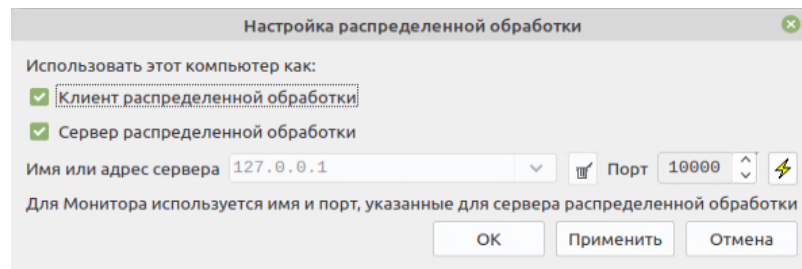 Настройка распределенной обработки
Использовать этот компьютер как:
Клиент распределенной обработки
Сервер распределенной обработки
Имя или адрес сервера 127.0.0.1 Порт 10000
Для Монитора используется имя и порт, указанные для сервера распределенной обработки
ОК Применить Отмена